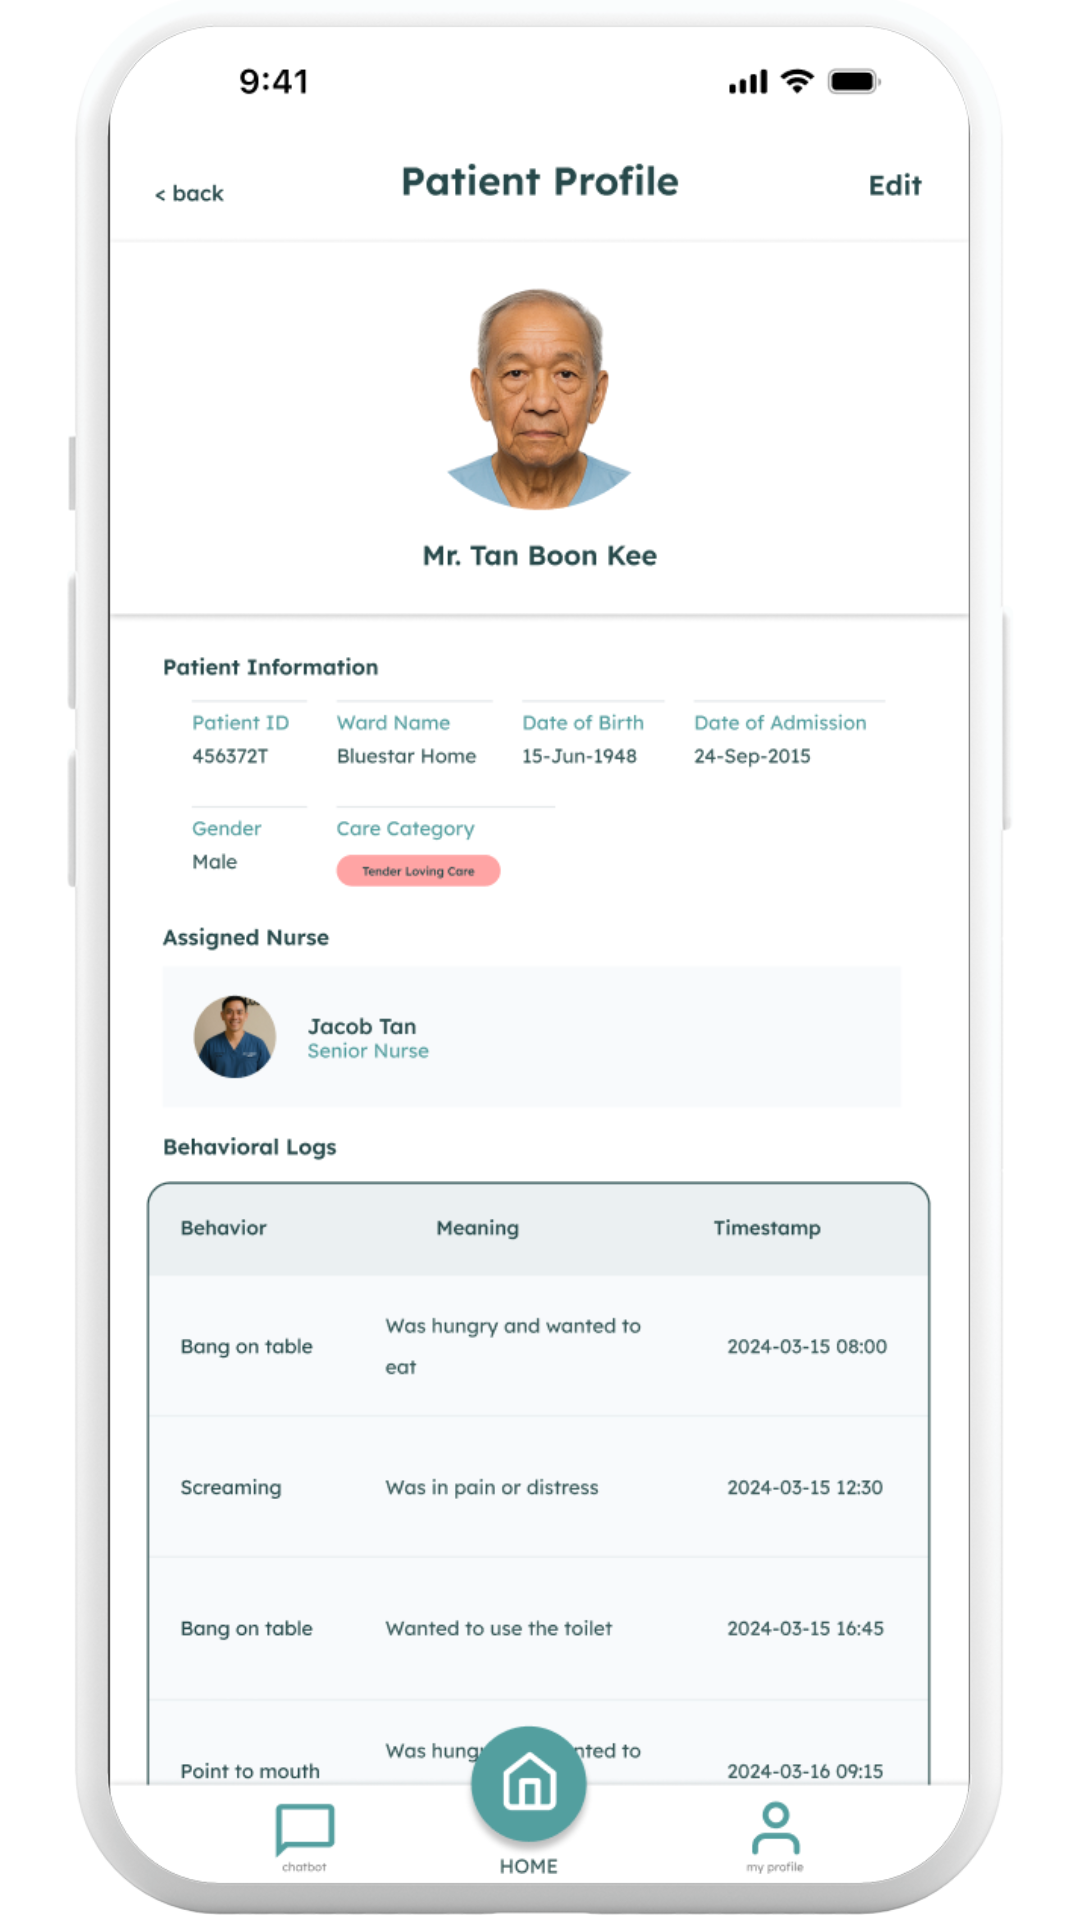 9:41
< back
Patient Profile
Edit
Mr. Tan Boon Kee
Patient Information
Patient ID
456372T
Ward Name
Bluestar Home
Date of Birth
15-Jun-1948
Date of Admission
24-Sep-2015
Gender
Male
Care Category
Tender Loving Care
Assigned Nurse
Jacob Tan
Senior Nurse
Behavioral Logs
Behavior Meaning Timestamp
Bang on table
Was hungry and wanted to
eat
2024-03-15 08:00
Screaming
Was in pain or distress
2024-03-15 12:30
Bang on table
Wanted to use the toilet
2024-03-15 16:45
Point to mouth
Was to
2024-03-16 09:15
chatbot
HOME
my profile